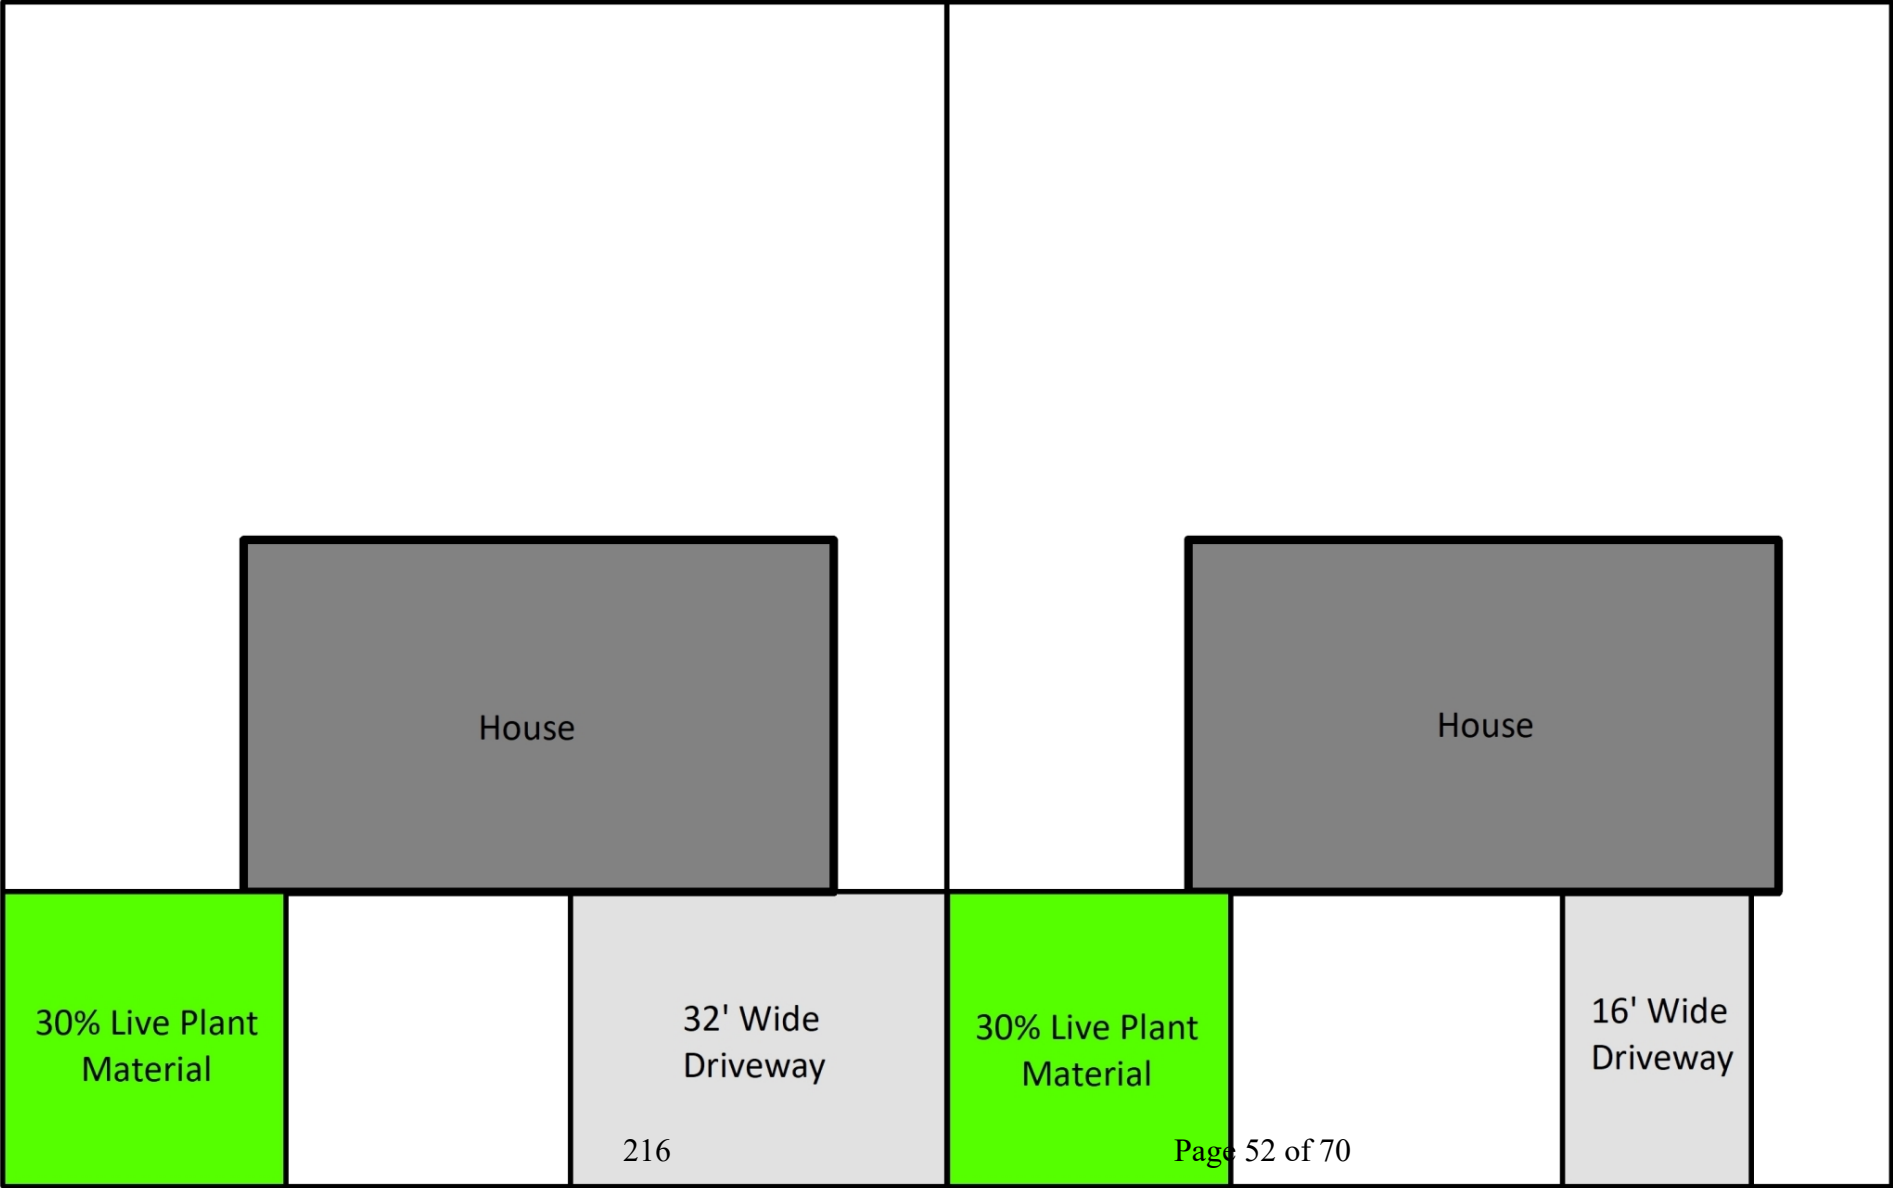 House
House
30% Live Plant
Material
32' Wide
Driveway
30% Live Plant
Material
16' Wide
Driveway
216
Page 52 of 70